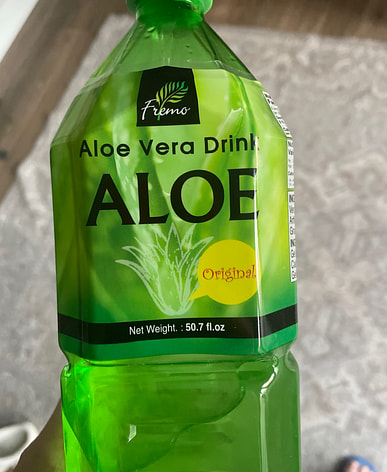 Fremo
Aloe Vera Drink
ALOE
Original
Net Weight. : 50.7 fl.oz